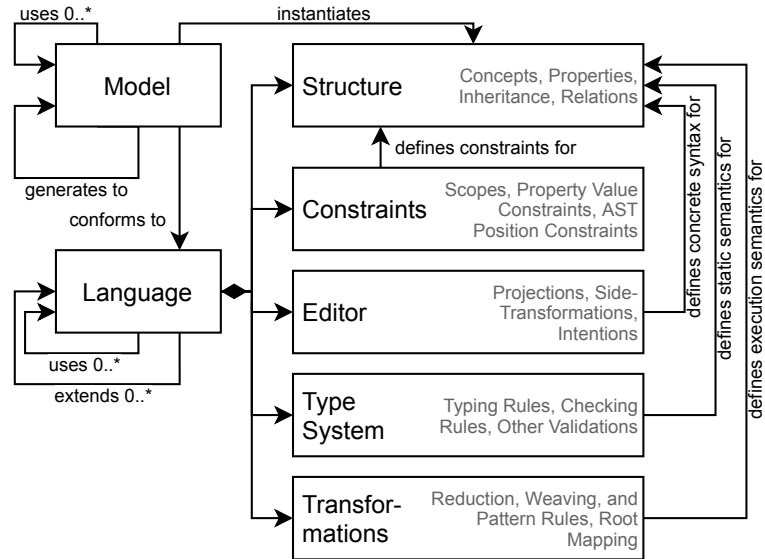 uses 0..*
instantiates
Model
Structure
Concepts, Properties,
Inheritance, Relations
generates to
defines constraints for
conforms to
Constraints
Scopes, Property Value
Constraints, AST
Position Constraints
Language
Editor
Projections, Side-
Transformations,
Intentions
uses 0..*
extends 0..*
Type
System
Typing Rules, Checking
Rules, Other Validations
Transfor-
mations
Reduction, Weaving, and
Pattern Rules, Root
Mapping
defines concrete syntax for
defines static semantics for
defines execution semantics for